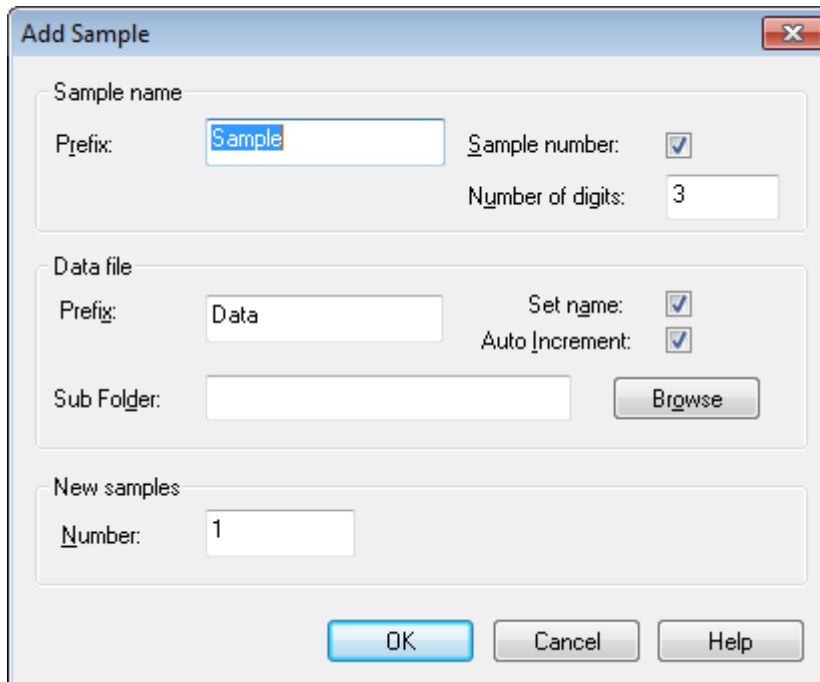 Add Sample
Sample name
Prefix: Sample Sample number:
Number of digits: 3
Data file
Prefix: Data Set name:
Auto Increment:
Sub Folder: Browse
New samples
Number: 1
OK Cancel Help